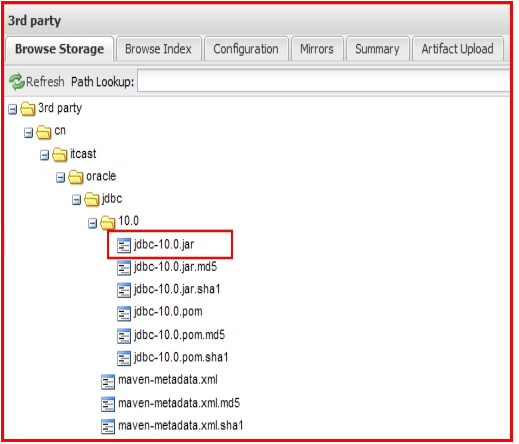 3rd party
Browse Storage Browse Index Configuration Mirrors Summary Artifact Upload
Refresh Path Lookup:
3rd party
cn
itcast
oracle
jdbc
10.0
jdbc-10.0.jar
jdbc-10.0.jar.md5
jdbc-10.0.jar.sha1
jdbc-10.0.pom
jdbc-10.0.pom.md5
jdbc-10.0.pom.sha1
maven-metadata.xml
maven-metadata.xml.md5
maven-metadata.xml.sha1